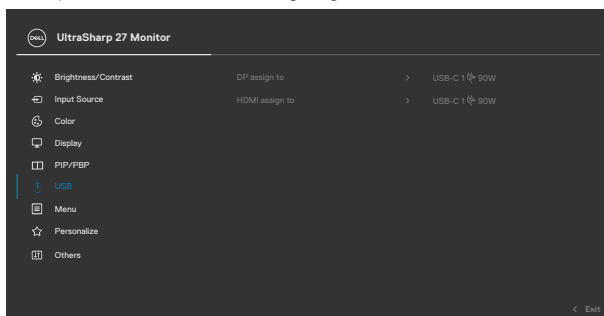 DELL
UltraSharp 27 Monitor
Brightness/Contrast
DP assign to > USB-C 1 90W
Input Source
HDMI assign to > USB-C 1 90W
Color
Display
PIP/PBP
USB
Menu
Personalize
Others
< Exit